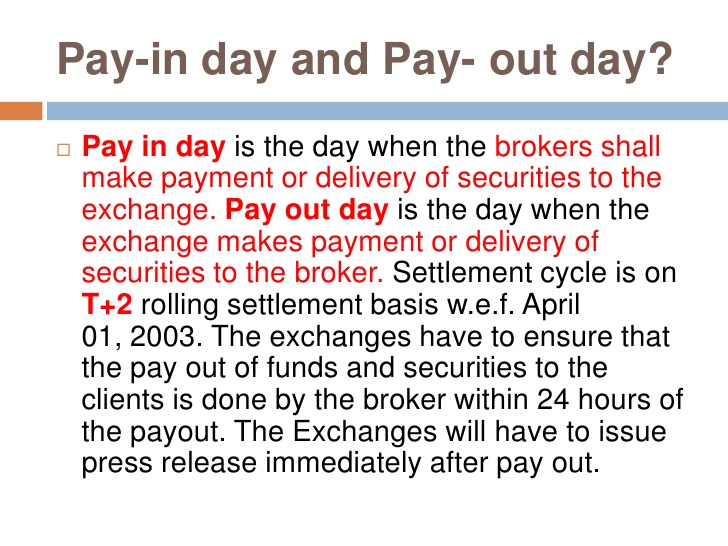 Pay-in day and Pay- out day?
Pay in day is the day when the brokers shall
make payment or delivery of securities to the
exchange. Pay out day is the day when the
exchange makes payment or delivery of
securities to the broker. Settlement cycle is on
T+2 rolling settlement basis w.e.f. April
01, 2003. The exchanges have to ensure that
the pay out of funds and securities to the
clients is done by the broker within 24 hours of
the payout. The Exchanges will have to issue
press release immediately after pay out.